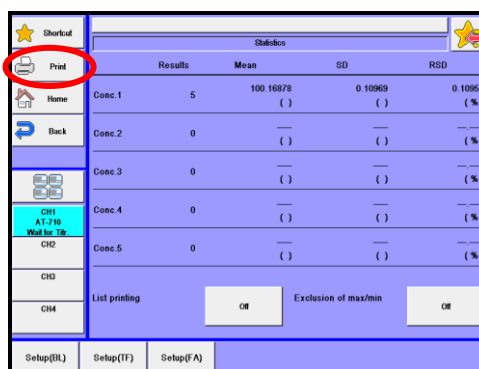 Shortcut
Statistics
Print
Results Mean SD RSD
Home
Conc.1 5 100.16878 0.10969 0.1095
( ) ( ) ( %
Back
Conc.2 0 ---- ---- --.--
( ) ( ) ( %
Conc.3 0 ---- ---- --.--
( ) ( ) ( %
CH1
AT-710
Wait for Titr.
Conc.4 0 ---- ---- --.--
( ) ( ) ( %
CH2
Conc.5 0 ---- ---- --.--
( ) ( ) ( %
CH3
CH4
List printing Off Exclusion of max/min Off
Setup(BL) Setup(TF) Setup(FA)